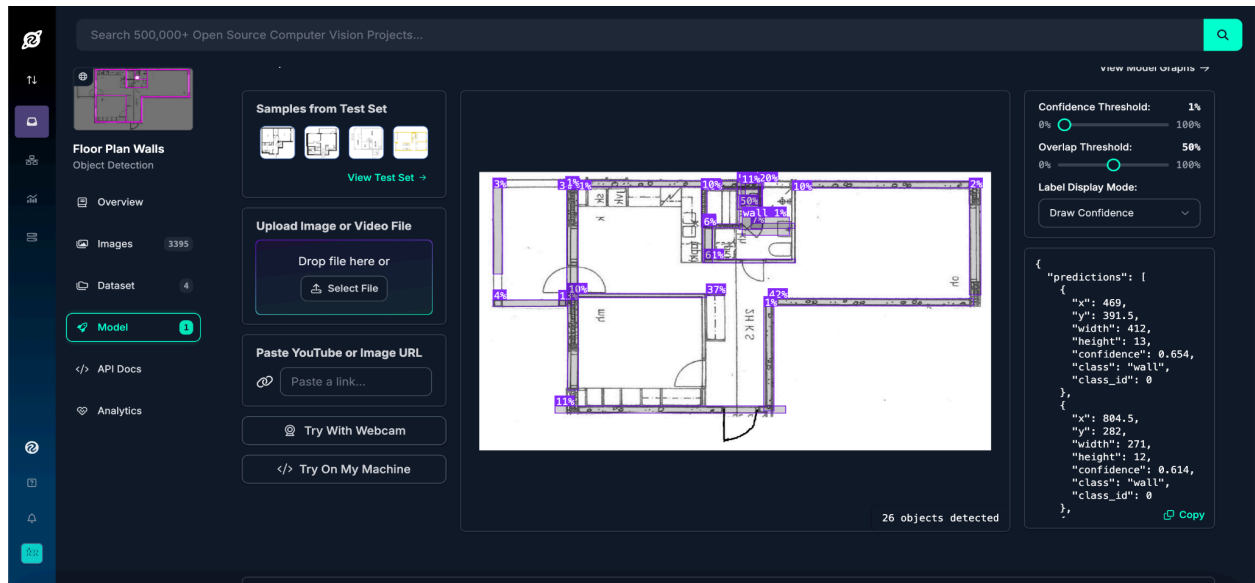 Search 500,000+ Open Source Computer Vision Projects...
View Model Graphs →
Floor Plan Walls
Object Detection
Overview
Images 3395
Dataset 4
Model 1
</> API Docs
Analytics
Samples from Test Set
View Test Set →
Upload Image or Video File
Drop file here or
Select File
Paste YouTube or Image URL
Paste a link...
Try With Webcam
</> Try On My Machine
3%
1%
10%
11%
20%
10%
2%
50%
wall 1%
6%
7%
61%
4%
10%
37%
42%
1%
11%
2H K S
26 objects detected
Confidence Threshold: 1%
0% 100%
Overlap Threshold: 50%
0% 100%
Label Display Mode:
Draw Confidence
{
"predictions": [
{
"x": 469,
"y": 391.5,
"width": 412,
"height": 13,
"confidence": 0.654,
"class": "wall",
"class_id": 0
},
{
"x": 804.5,
"y": 282,
"width": 271,
"height": 12,
"confidence": 0.614,
"class": "wall",
"class_id": 0
},
Copy